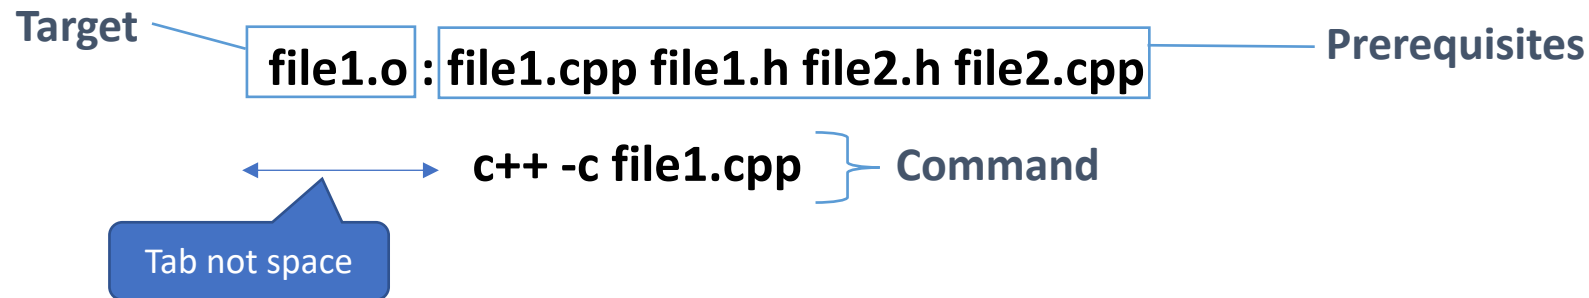 Target
file1.o : file1.cpp file1.h file2.h file2.cpp
Prerequisites
c++ -c file1.cpp
Command
Tab not space